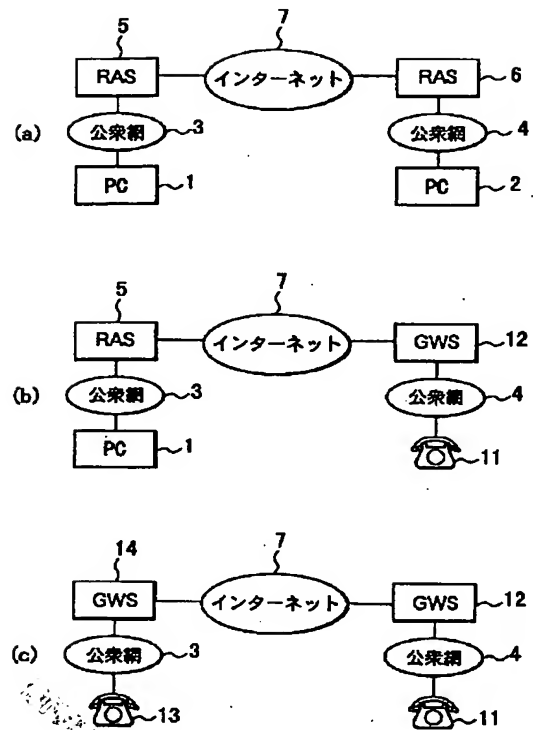 5 7
RAS インターネット RAS 6
(a) 公衆網 3 公衆網 4
PC 1 PC 2
5 7
RAS インターネット GWS 12
(b) 公衆網 3 公衆網 4
PC 1 11
14 7
GWS インターネット GWS 12
(c) 公衆網 3 公衆網 4
13 11